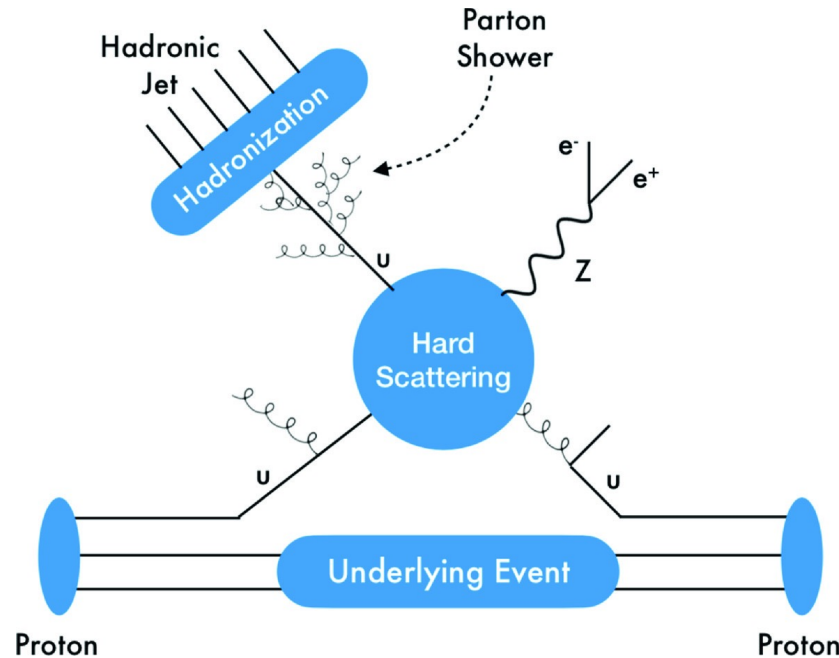 Hadronic
Jet
Parton
Shower
Hadronization
e-
e+
U
Z
Hard
Scattering
U
U
Underlying Event
Proton
Proton